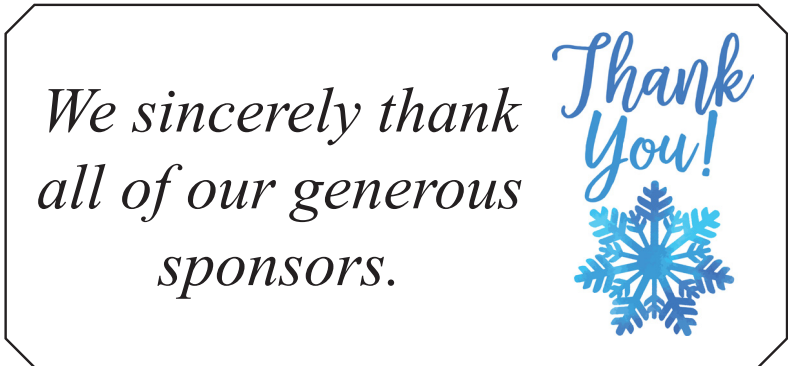 We sincerely thank
all of our generous
sponsors.
Thank
You!